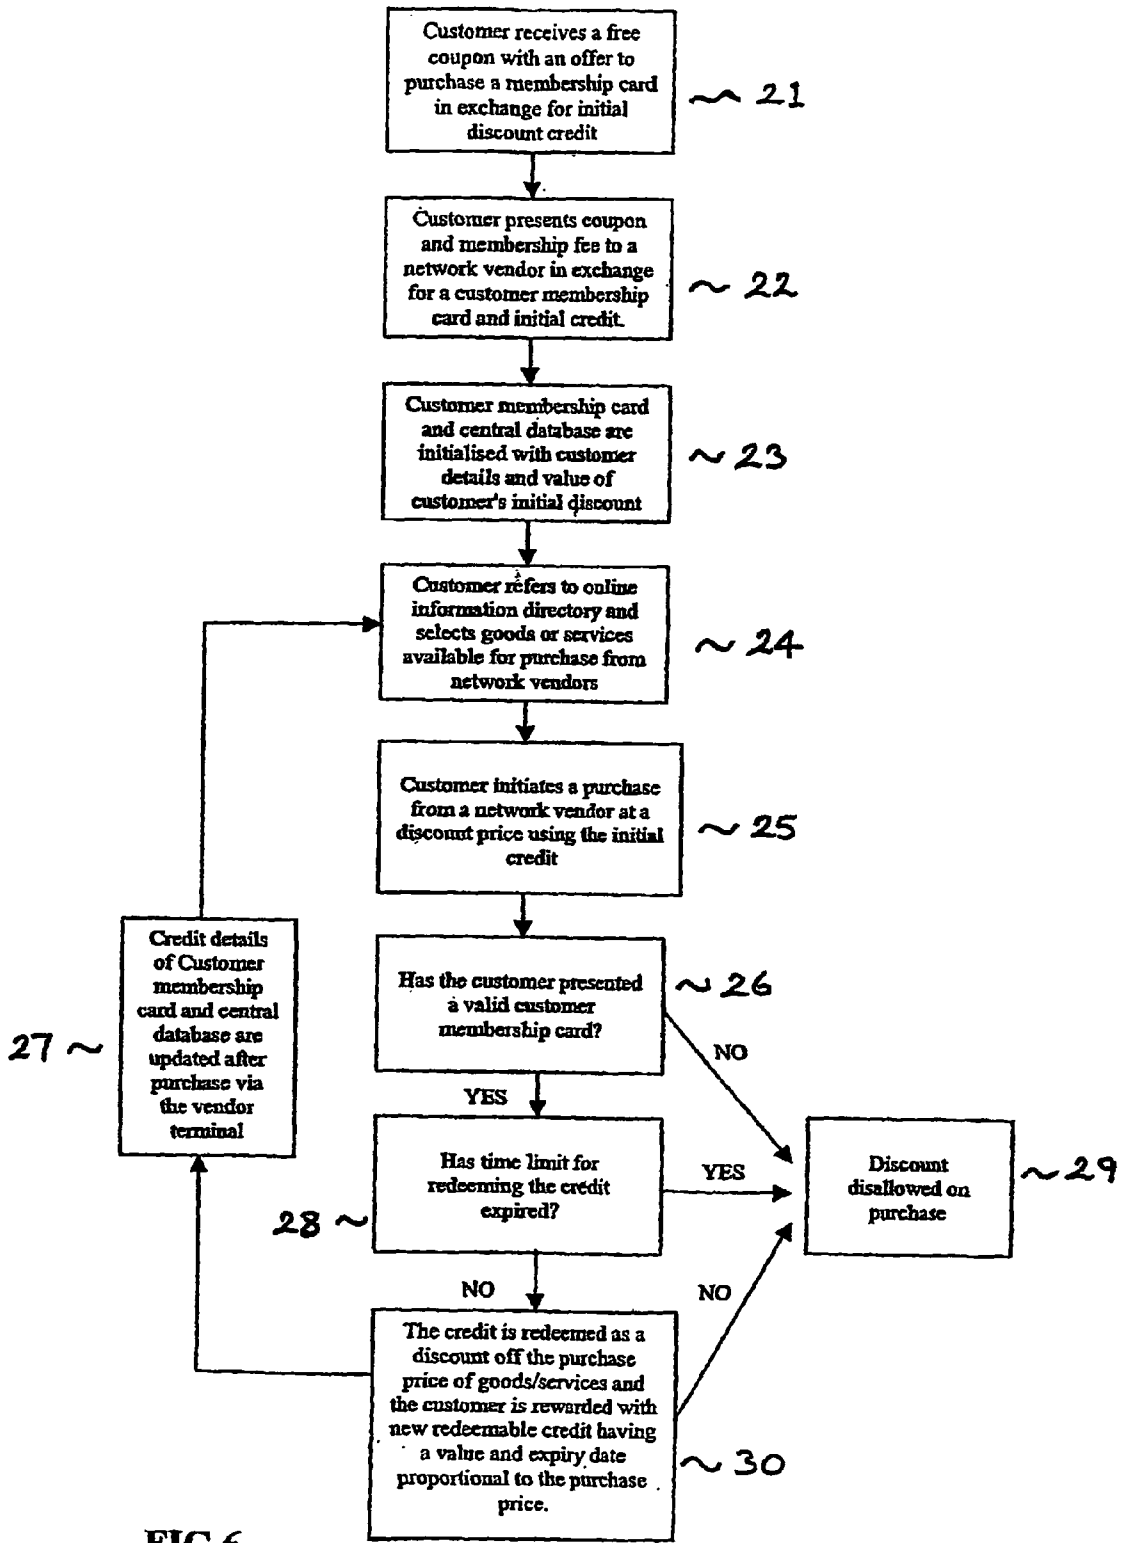 Customer receives a free
coupon with an offer to
purchase a membership card
in exchange for initial
discount credit
21
Customer presents coupon
and membership fee to a
network vendor in exchange
for a customer membership
card and initial credit.
22
Customer membership card
and central database are
initialised with customer
details and value of
customer's initial discount
23
Customer refers to online
information directory and
selects goods or services
available for purchase from
network vendors
24
Customer initiates a purchase
from a network vendor at a
discount price using the initial
credit
25
Has the customer presented
a valid customer
membership card?
26
NO
YES
Credit details
of Customer
membership
card and central
database are
updated after
purchase via
the vendor
terminal
27
Has time limit for
redeeming the credit
expired?
28
YES
Discount
disallowed on
purchase
29
NO
NO
The credit is redeemed as a
discount off the purchase
price of goods/services and
the customer is rewarded with
new redeemable credit having
a value and expiry date
proportional to the purchase
price.
30
FIG 6